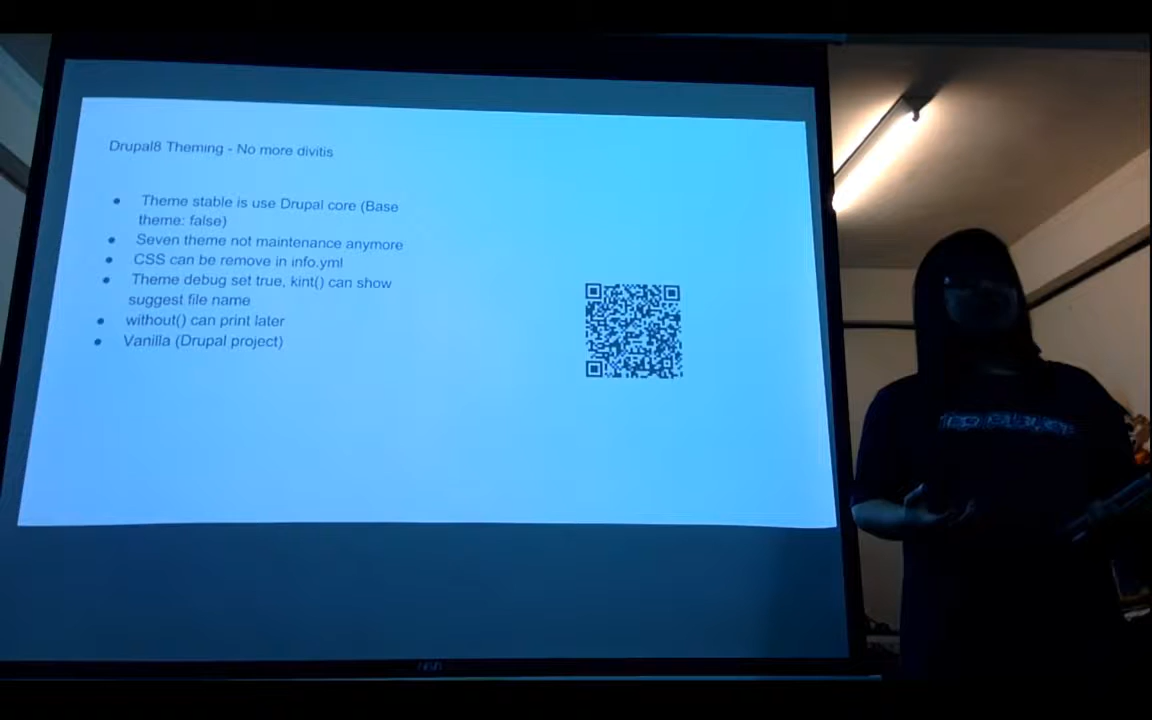 Drupal8 Theming - No more divitis
Theme stable is use Drupal core (Base
theme: false)
Seven theme not maintenance anymore
CSS can be remove in info.yml
Theme debug set true, kint() can show
suggest file name
without() can print later
Vanilla (Drupal project)